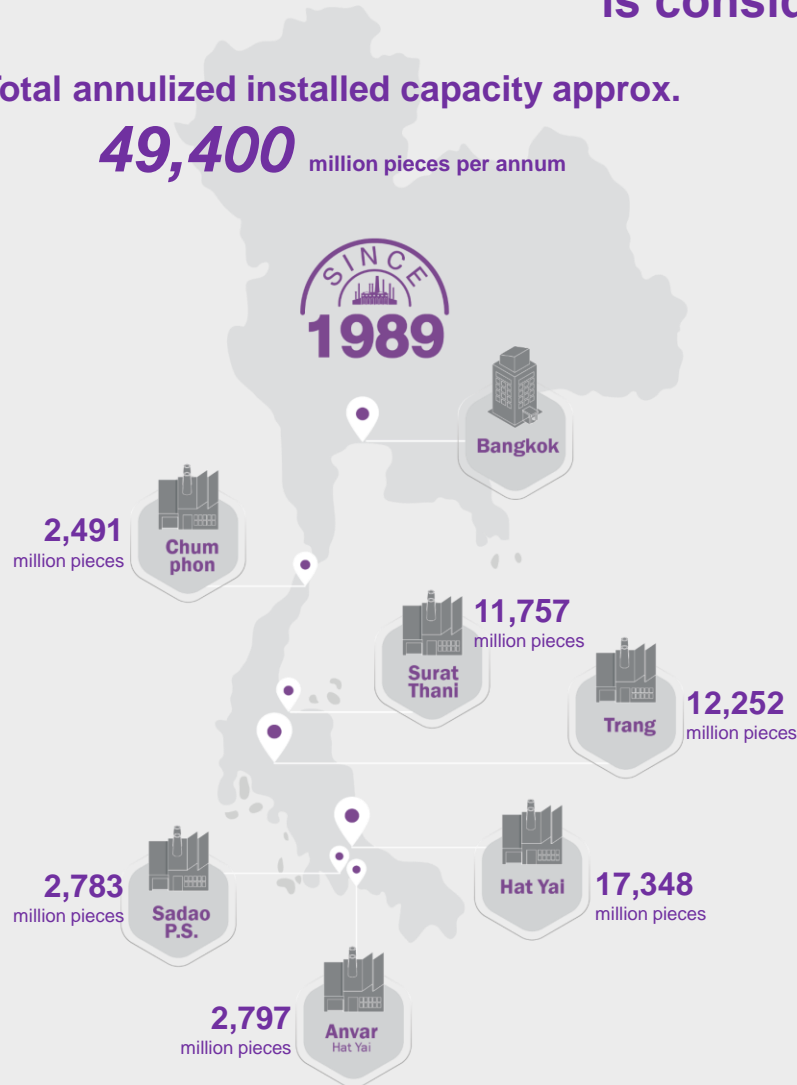 is consid
Total annulized installed capacity approx.
49,400 million pieces per annum
SINCE
1989
Bangkok
2,491
million pieces
Chum
phon
11,757
million pieces
Surat
Thani
12,252
million pieces
Trang
Hat Yai
17,348
million pieces
2,783
million pieces
Sadao
P.S.
2,797
million pieces
Anvar
Hat Yai